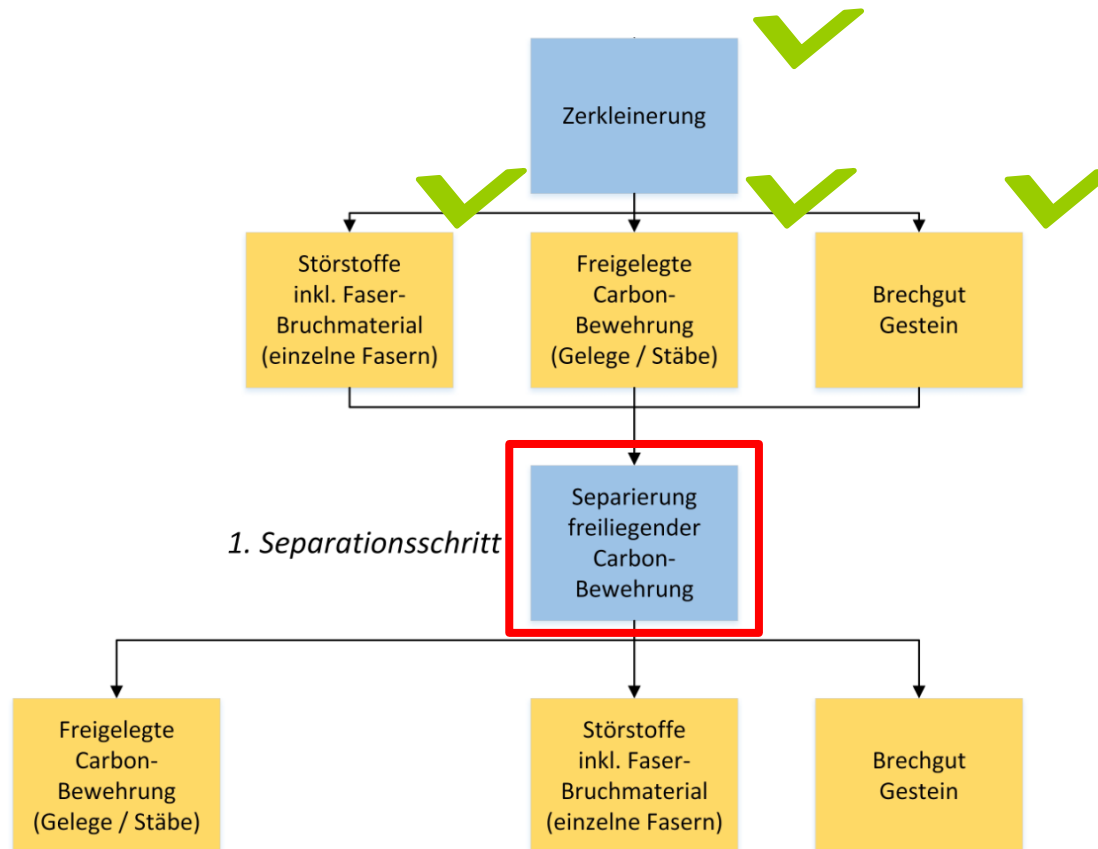 Zerkleinerung
Störstoffe
inkl. Faser-
Bruchmaterial
(einzelne Fasern)
Freigelegte
Carbon-
Bewehrung
(Gelege / Stäbe)
Brechgut
Gestein
1. Separationsschritt
Separierung
freiliegender
Carbon-
Bewehrung
Freigelegte
Carbon-
Bewehrung
(Gelege / Stäbe)
Störstoffe
inkl. Faser-
Bruchmaterial
(einzelne Fasern)
Brechgut
Gestein